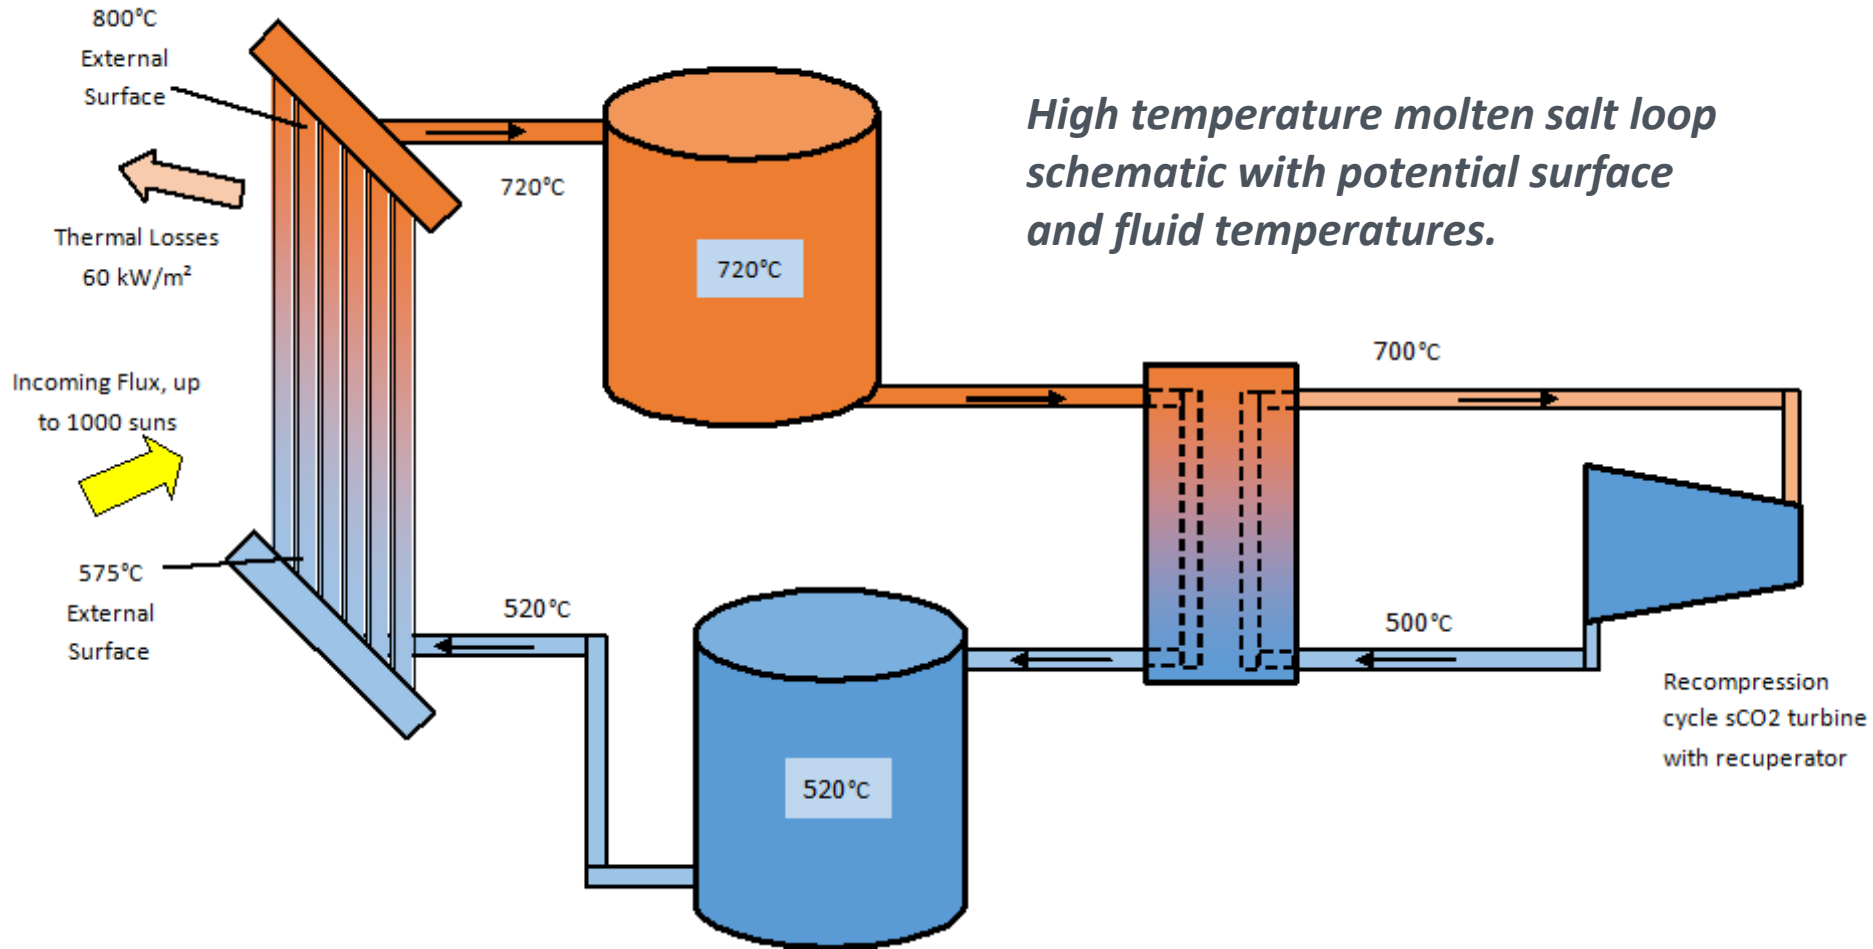 800°C
External
Surface
High temperature molten salt loop
schematic with potential surface
and fluid temperatures.
720°C
Thermal Losses
60 kW/m²
720°C
700°C
Incoming Flux, up
to 1000 suns
575°C
External
Surface
520°C
500°C
Recompression
cycle sCO2 turbine
with recuperator
520°C